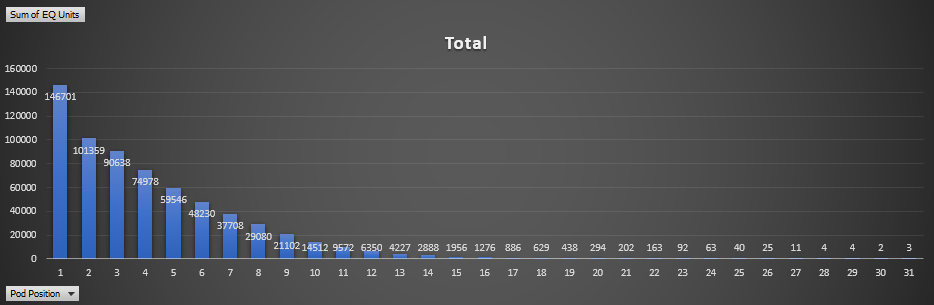 Sum of EQ Units
Total
160000
140000
120000
100000
80000
60000
40000
20000
0
146701 101359 90638 74978 59546 48230 37708 29080 21102 14512 9572 6350 4227 2888 1956 1276 886 629 438 294 202 163 92 63 40 25 11 4 4 2 3
1 2 3 4 5 6 7 8 9 10 11 12 13 14 15 16 17 18 19 20 21 22 23 24 25 26 27 28 29 30 31
Pod Position